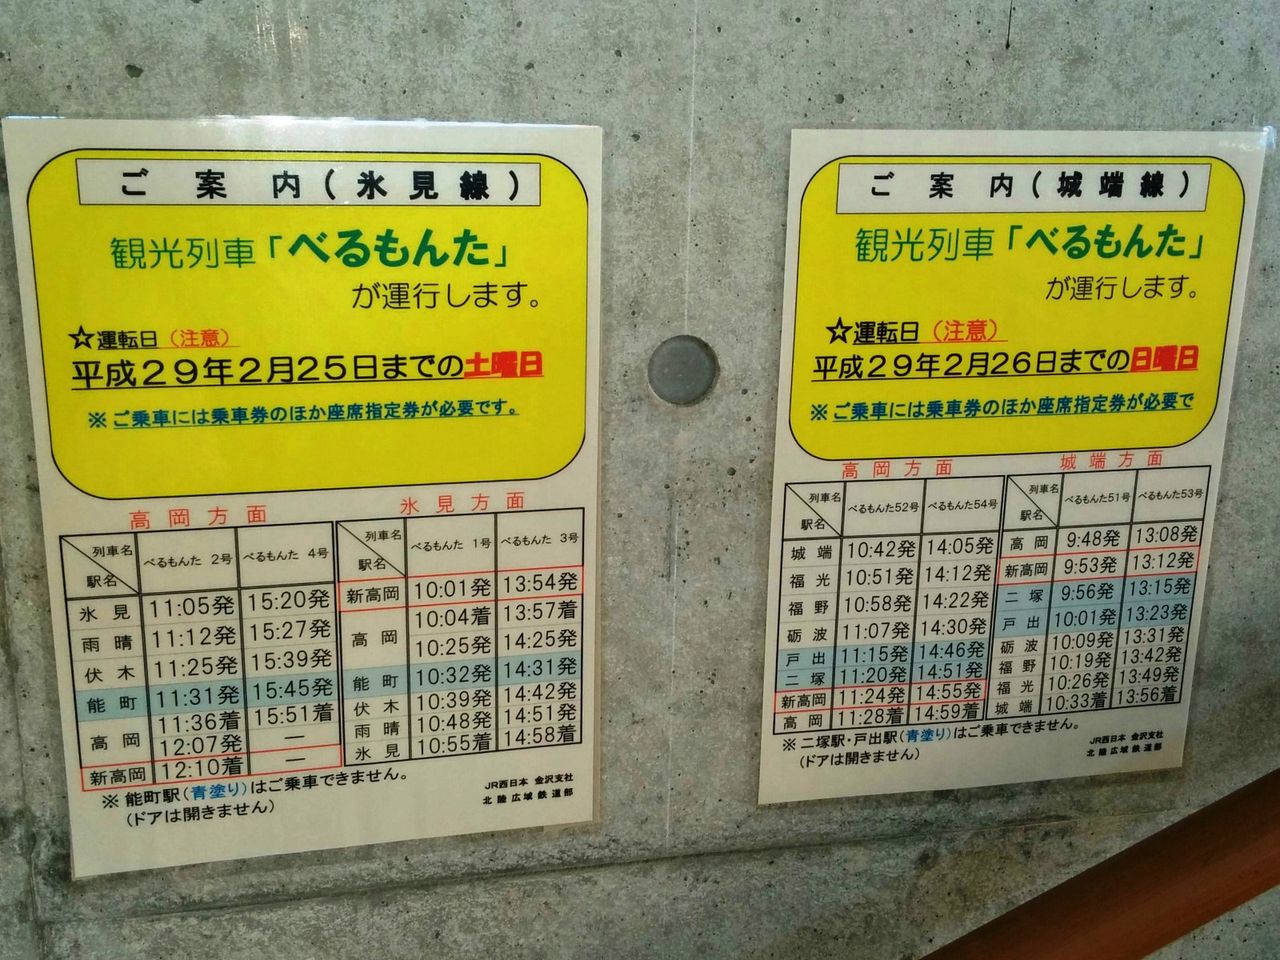 ご案内(氷見線)
観光列車「べるもんた」
が運行します。
☆運転日(注意)
平成29年2月25日までの土曜日
※ ご乗車には乗車券のほか座席指定券が必要です。
高岡方面
列車名 べるもんた 2号 べるもんた 4号
駅名
氷見 11:05発 15:20発
雨晴 11:12発 15:27発
伏木 11:25発 15:39発
能町 11:31発 15:45発
高岡 11:36着 15:51着
12:07発 ―
新高岡 12:10着 ―
氷見方面
列車名 べるもんた 1号 べるもんた 3号
駅名
新高岡 10:01発 13:54発
高岡 10:04着 13:57着
10:25発 14:25発
能町 10:32発 14:31発
伏木 10:39発 14:42発
雨晴 10:48発 14:51発
氷見 10:55着 14:58着
※ 能町駅(青塗り)はご乗車できません。
(ドアは開きません)
JR西日本 金沢支社
北陸広域鉄道部
ご案内(城端線)
観光列車「べるもんた」
が運行します。
☆運転日(注意)
平成29年2月26日までの日曜日
※ ご乗車には乗車券のほか座席指定券が必要で
高岡方面
列車名 べるもんた52号 べるもんた54号
駅名
城端 10:42発 14:05発
福光 10:51発 14:12発
福野 10:58発 14:22発
砺波 11:07発 14:30発
戸出 11:15発 14:46発
二塚 11:20発 14:51発
新高岡 11:24発 14:55発
高岡 11:28着 14:59着
城端方面
列車名 べるもんた51号 べるもんた53号
駅名
高岡 9:48発 13:08発
新高岡 9:53発 13:12発
二塚 9:56発 13:15発
戸出 10:01発 13:23発
砺波 10:09発 13:31発
福野 10:19発 13:42発
福光 10:26発 13:49発
城端 10:33着 13:56着
※ 二塚駅・戸出駅(青塗り)はご乗車できません。
(ドアは開きません)
JR西日本 金沢支社
北陸広域鉄道部